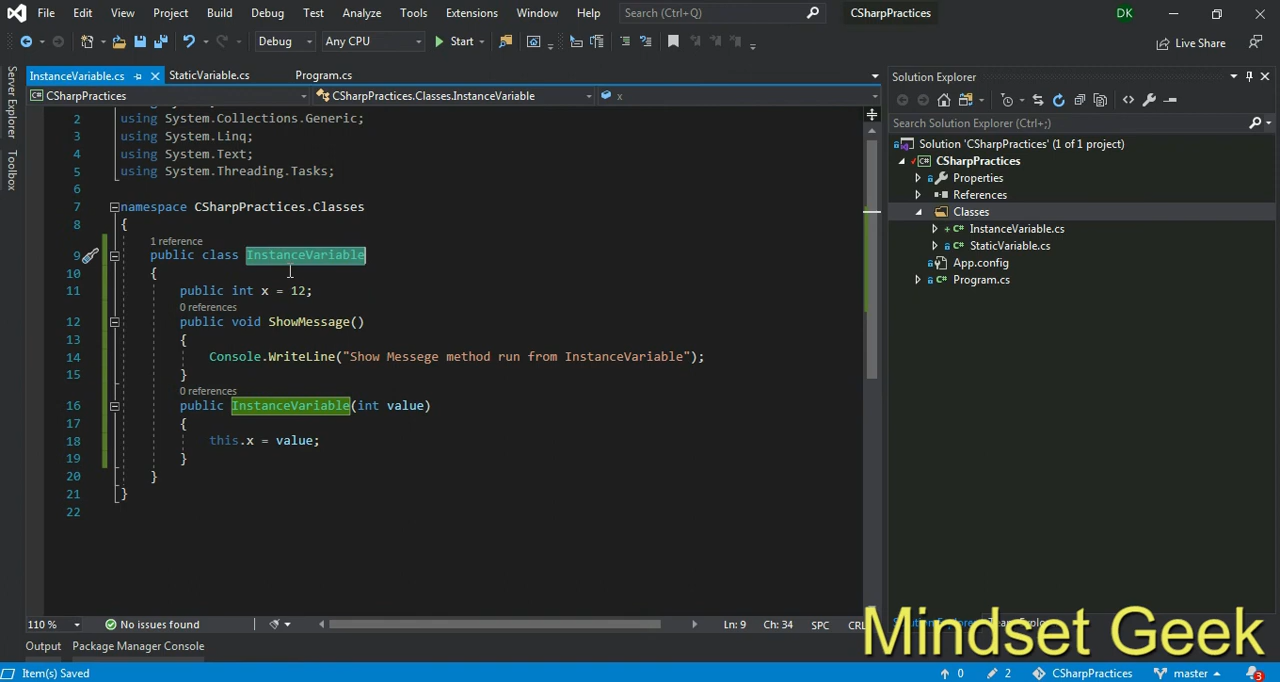 File Edit View Project Build Debug Test Analyze Tools Extensions Window Help Search (Ctrl+Q) CSharpPractices DK
Debug Any CPU Start Live Share
InstanceVariable.cs StaticVariable.cs Program.cs
CSharpPractices CSharpPractices.Classes.InstanceVariable x
Server Explorer
Toolbox
2 using System.Collections.Generic;
3 using System.Linq;
4 using System.Text;
5 using System.Threading.Tasks;
6
7 namespace CSharpPractices.Classes
8 {
1 reference
9 public class InstanceVariable
10 {
11 public int x = 12;
0 references
12 public void ShowMessage()
13 {
14 Console.WriteLine("Show Messege method run from InstanceVariable");
15 }
0 references
16 public InstanceVariable(int value)
17 {
18 this.x = value;
19 }
20 }
21 }
22
110 % No issues found Ln: 9 Ch: 34 SPC
Output Package Manager Console
Solution Explorer
Search Solution Explorer (Ctrl+;)
Solution 'CSharpPractices' (1 of 1 project)
CSharpPractices
Properties
References
Classes
InstanceVariable.cs
StaticVariable.cs
App.config
Program.cs
Mindset Geek
Item(s) Saved 0 2 CSharpPractices master 3